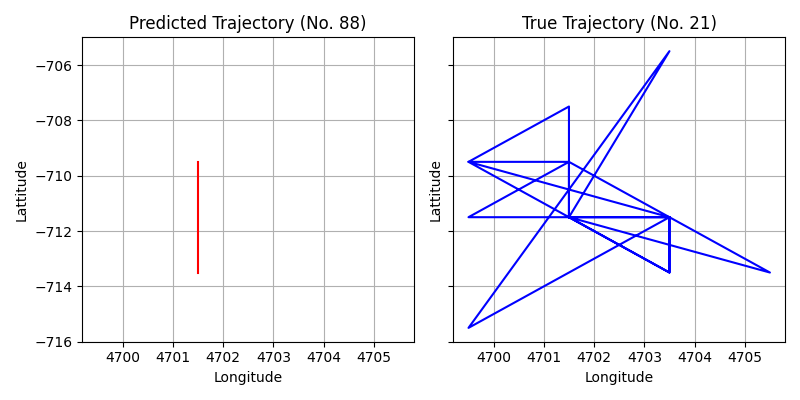 Predicted Trajectory (No. 88)
True Trajectory (No. 21)
Lattitude
−706
−708
−710
−712
−714
−716
4700 4701 4702 4703 4704 4705
Longitude
Lattitude
4700 4701 4702 4703 4704 4705
Longitude